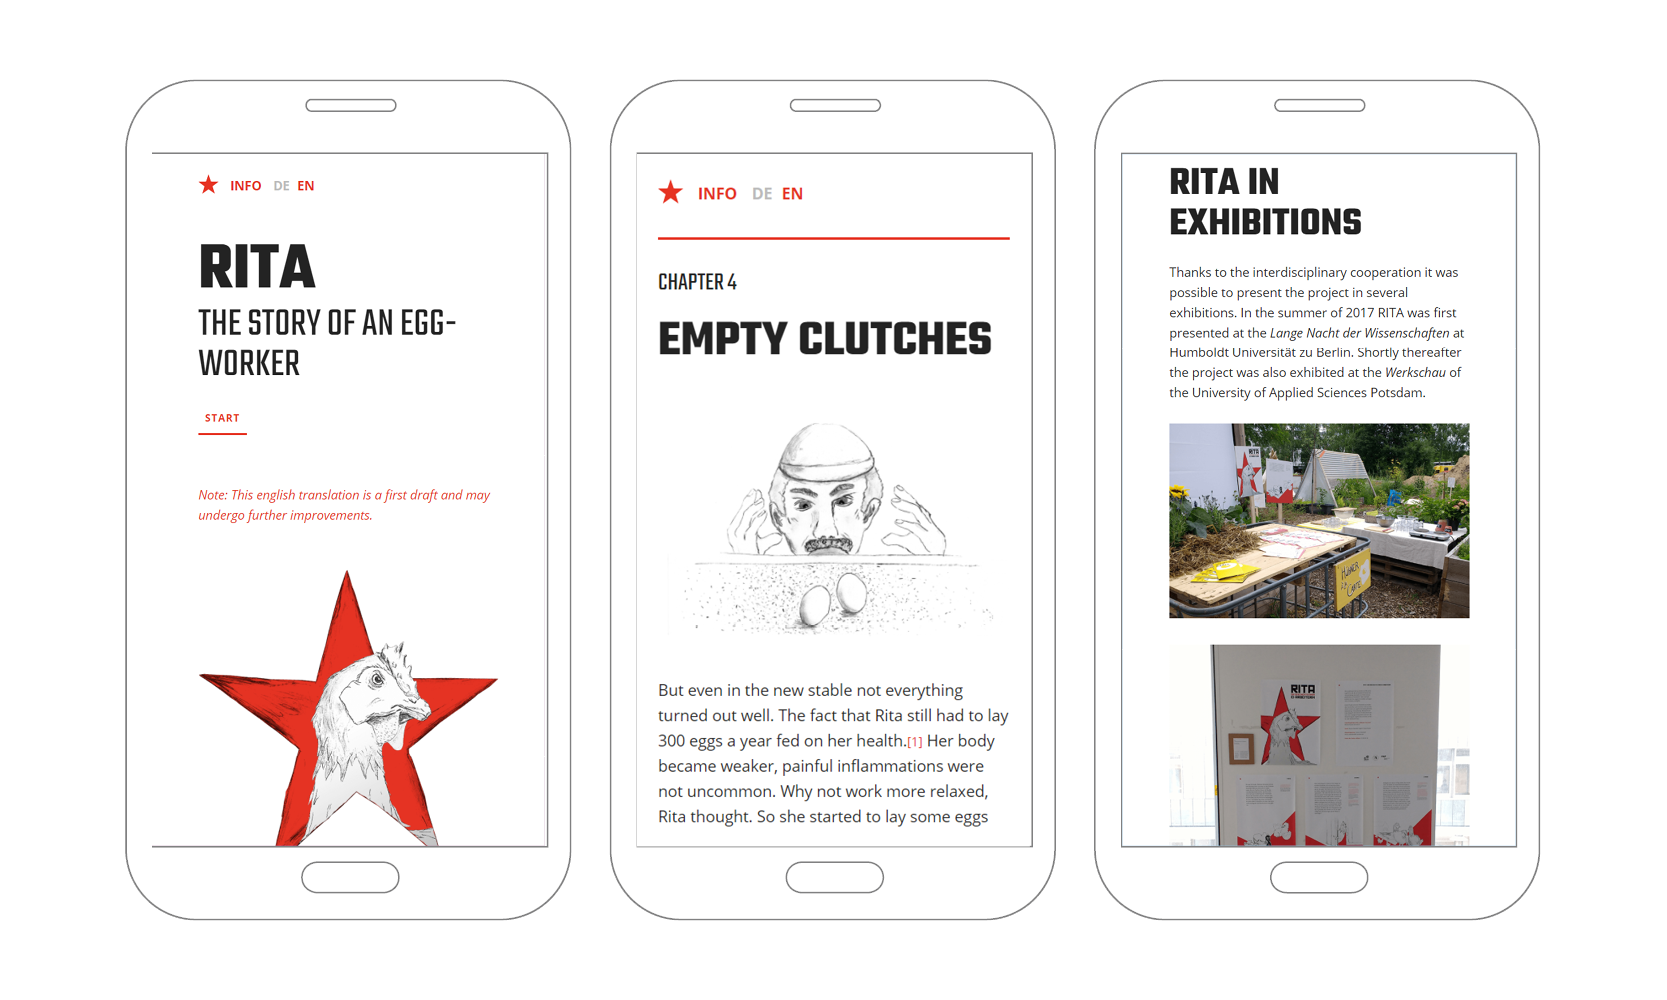 INFO DE EN
RITA
THE STORY OF AN EGG-
WORKER
START
Note: This english translation is a first draft and may
undergo further improvements.
INFO DE EN
CHAPTER 4
EMPTY CLUTCHES
But even in the new stable not everything
turned out well. The fact that Rita still had to lay
300 eggs a year fed on her health.[1] Her body
became weaker, painful inflammations were
not uncommon. Why not work more relaxed,
Rita thought. So she started to lay some eggs
RITA IN
EXHIBITIONS
Thanks to the interdisciplinary cooperation it was
possible to present the project in several
exhibitions. In the summer of 2017 RITA was first
presented at the Lange Nacht der Wissenschaften at
Humboldt Universität zu Berlin. Shortly thereafter
the project was also exhibited at the Werkschau of
the University of Applied Sciences Potsdam.
RITA
RITA